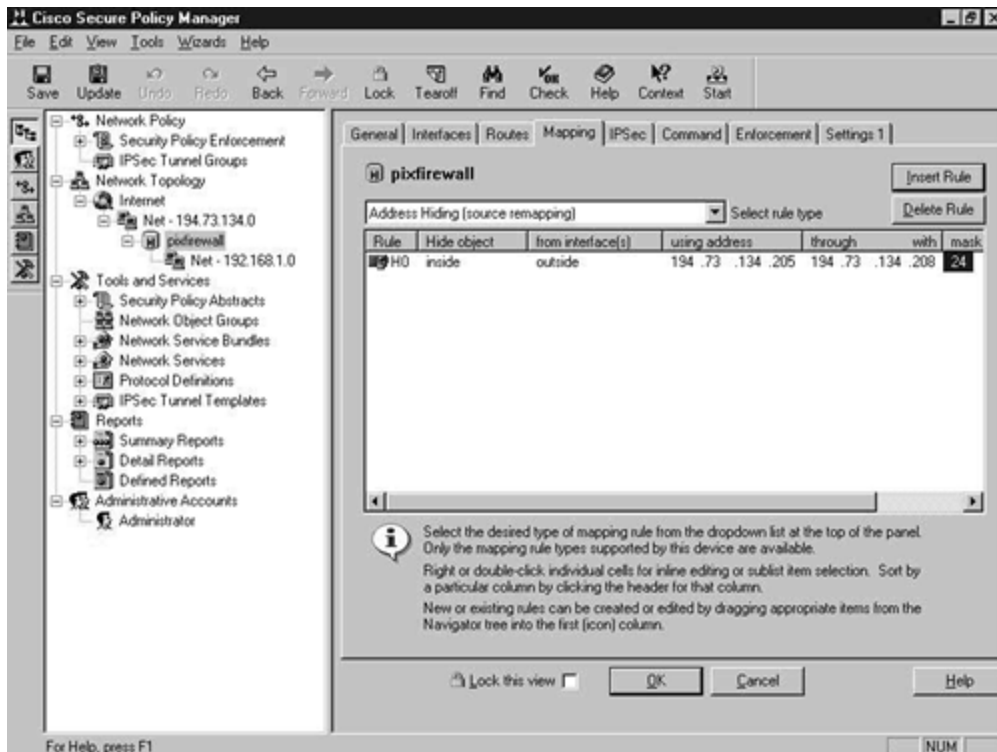 Cisco Secure Policy Manager
File Edit View Tools Wizards Help
Save Update Undo Redo Back Forward Lock Tearoff Find Check Help Context Start
Network Policy
Security Policy Enforcement
IPSec Tunnel Groups
Network Topology
Internet
Net - 194.73.134.0
pixfirewall
Net - 192.168.1.0
Tools and Services
Security Policy Abstracts
Network Object Groups
Network Service Bundles
Network Services
Protocol Definitions
IPSec Tunnel Templates
Reports
Summary Reports
Detail Reports
Defined Reports
Administrative Accounts
Administrator
General Interfaces Routes Mapping IPSec Command Enforcement Settings 1
pixfirewall
Insert Rule
Address Hiding (source remapping) Select rule type Delete Rule
Rule Hide object from interface(s) using address through with mask
H0 inside outside 194 .73 .134 .205 194 .73 .134 .208 24
Select the desired type of mapping rule from the dropdown list at the top of the panel.
Only the mapping rule types supported by this device are available.
Right or double-click individual cells for inline editing or sublist item selection. Sort by
a particular column by clicking the header for that column.
New or existing rules can be created or edited by dragging appropriate items from the
Navigator tree into the first (icon) column.
Lock this view OK Cancel Help
For Help, press F1 NUM